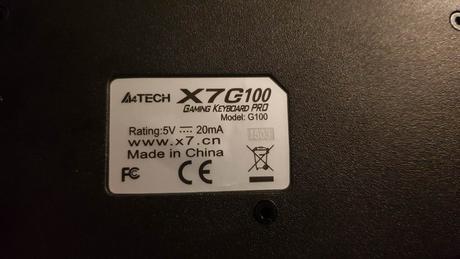 A4TECH X7G100
GAMING KEYBOARD PRO
Model: G100
Rating:5V 20mA
www.x7.cn
Made in China
FC CE